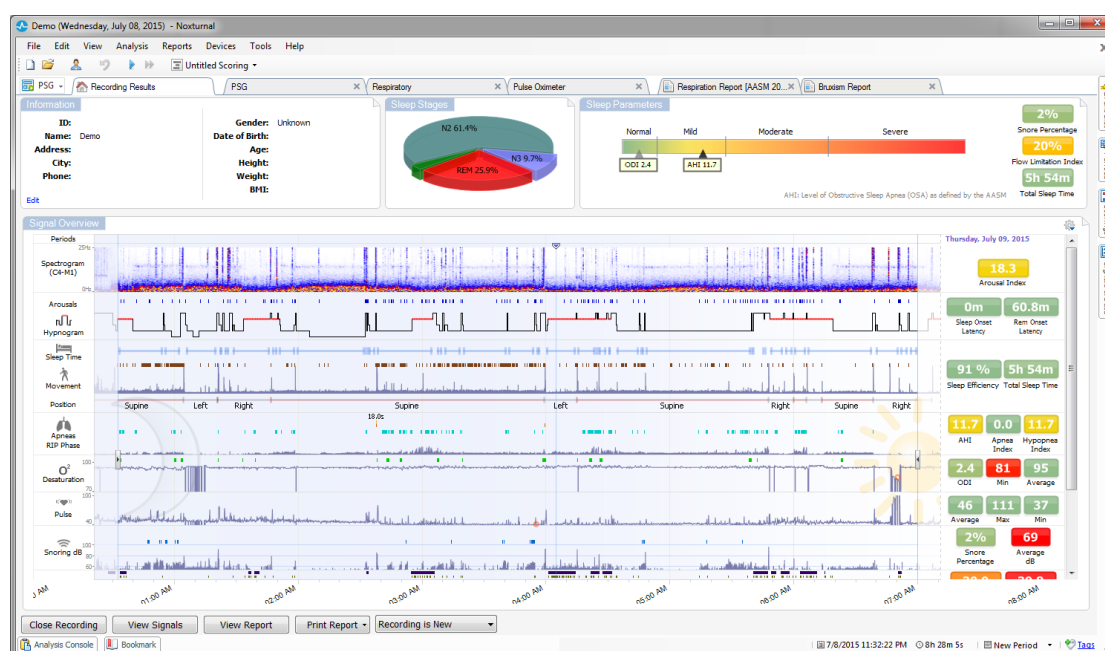 Demo (Wednesday, July 08, 2015) - Noxturnal
File Edit View Analysis Reports Devices Tools Help
Untitled Scoring
PSG Recording Results PSG Respiratory Pulse Oximeter Respiration Report [AASM 20... Bruxism Report
Information
ID:
Name: Demo
Address:
City:
Phone:
Edit
Gender: Unknown
Date of Birth:
Age:
Height:
Weight:
BMI:
Sleep Stages
N2 61.4%
N3 9.7%
REM 25.9%
Sleep Parameters
Normal Mild Moderate Severe
ODI 2.4 AHI 11.7
AHI: Level of Obstructive Sleep Apnea (OSA) as defined by the AASM
2%
Snore Percentage
20%
Flow Limitation Index
5h 54m
Total Sleep Time
Signal Overview
Periods
Thursday, July 09, 2015
25Hz
Spectrogram
(C4-M1)
0Hz
18.3
Arousal Index
Arousals
Hypnogram
0m 60.8m
Sleep Onset Latency
Rem Onset Latency
Sleep Time
Movement
91 % 5h 54m
Sleep Efficiency Total Sleep Time
Position
Supine Left Right Supine Left Supine Right Supine Right
18.0s
Apneas
RIP Phase
11.7 0.0 11.7
AHI Apnea Index Hypopnea Index
100
O2
Desaturation
70
2.4 81 95
ODI Min Average
100
Pulse
40
46 111 37
Average Max Min
Snoring dB
100
80
60
2% 69
Snore Percentage
Average dB
01:00 AM 02:00 AM 03:00 AM 04:00 AM 05:00 AM 06:00 AM 07:00 AM 08:00 AM
Close Recording View Signals View Report Print Report Recording is New
Analysis Console Bookmark
7/8/2015 11:32:22 PM 8h 28m 5s New Period Tags